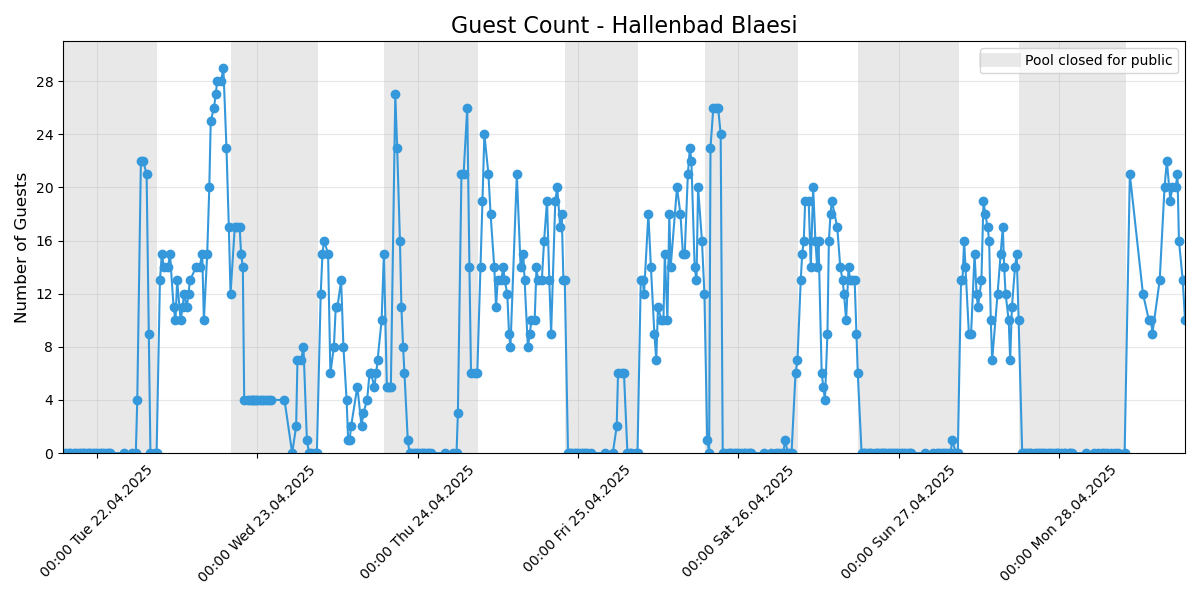 Guest Count - Hallenbad Blaesi
Pool closed for public
Number of Guests
28
24
20
16
12
8
4
0
00:00 Tue 22.04.2025
00:00 Wed 23.04.2025
00:00 Thu 24.04.2025
00:00 Fri 25.04.2025
00:00 Sat 26.04.2025
00:00 Sun 27.04.2025
00:00 Mon 28.04.2025